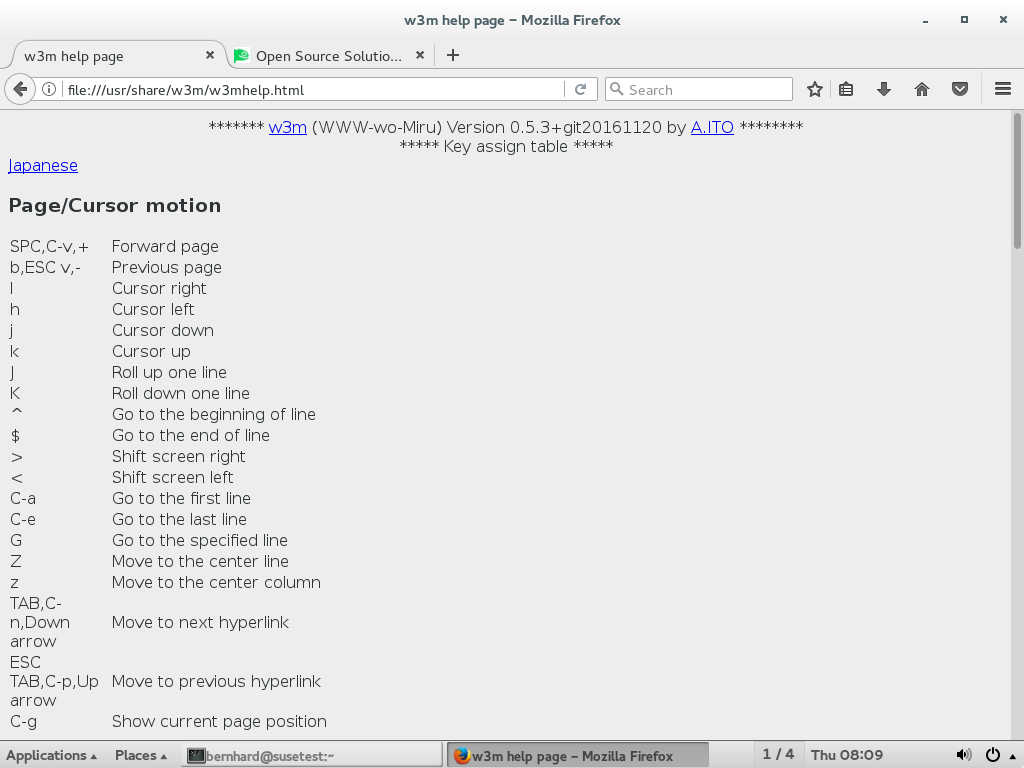 w3m help page – Mozilla Firefox
w3m help page
Open Source Solutio...
file:///usr/share/w3m/w3mhelp.html
Search
******* w3m (WWW-wo-Miru) Version 0.5.3+git20161120 by A.ITO ********
***** Key assign table *****
Japanese
Page/Cursor motion
SPC,C-v,+ Forward page
b,ESC v,- Previous page
l Cursor right
h Cursor left
j Cursor down
k Cursor up
J Roll up one line
K Roll down one line
^ Go to the beginning of line
$ Go to the end of line
> Shift screen right
< Shift screen left
C-a Go to the first line
C-e Go to the last line
G Go to the specified line
Z Move to the center line
z Move to the center column
TAB,C-
n,Down Move to next hyperlink
arrow
ESC
TAB,C-p,Up Move to previous hyperlink
arrow
C-g Show current page position
Applications Places bernhard@susetest:~ w3m help page – Mozilla Firefox 1 / 4 Thu 08:09